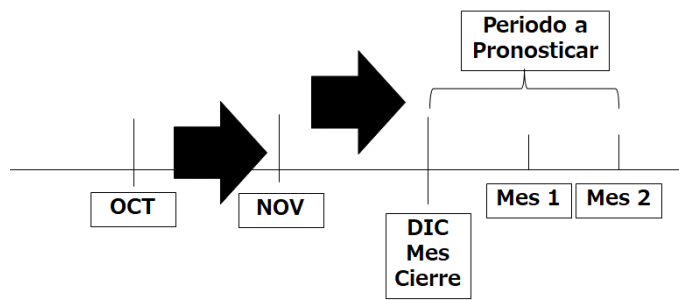 Periodo a
Pronosticar
OCT
NOV
DIC
Mes
Cierre
Mes 1
Mes 2